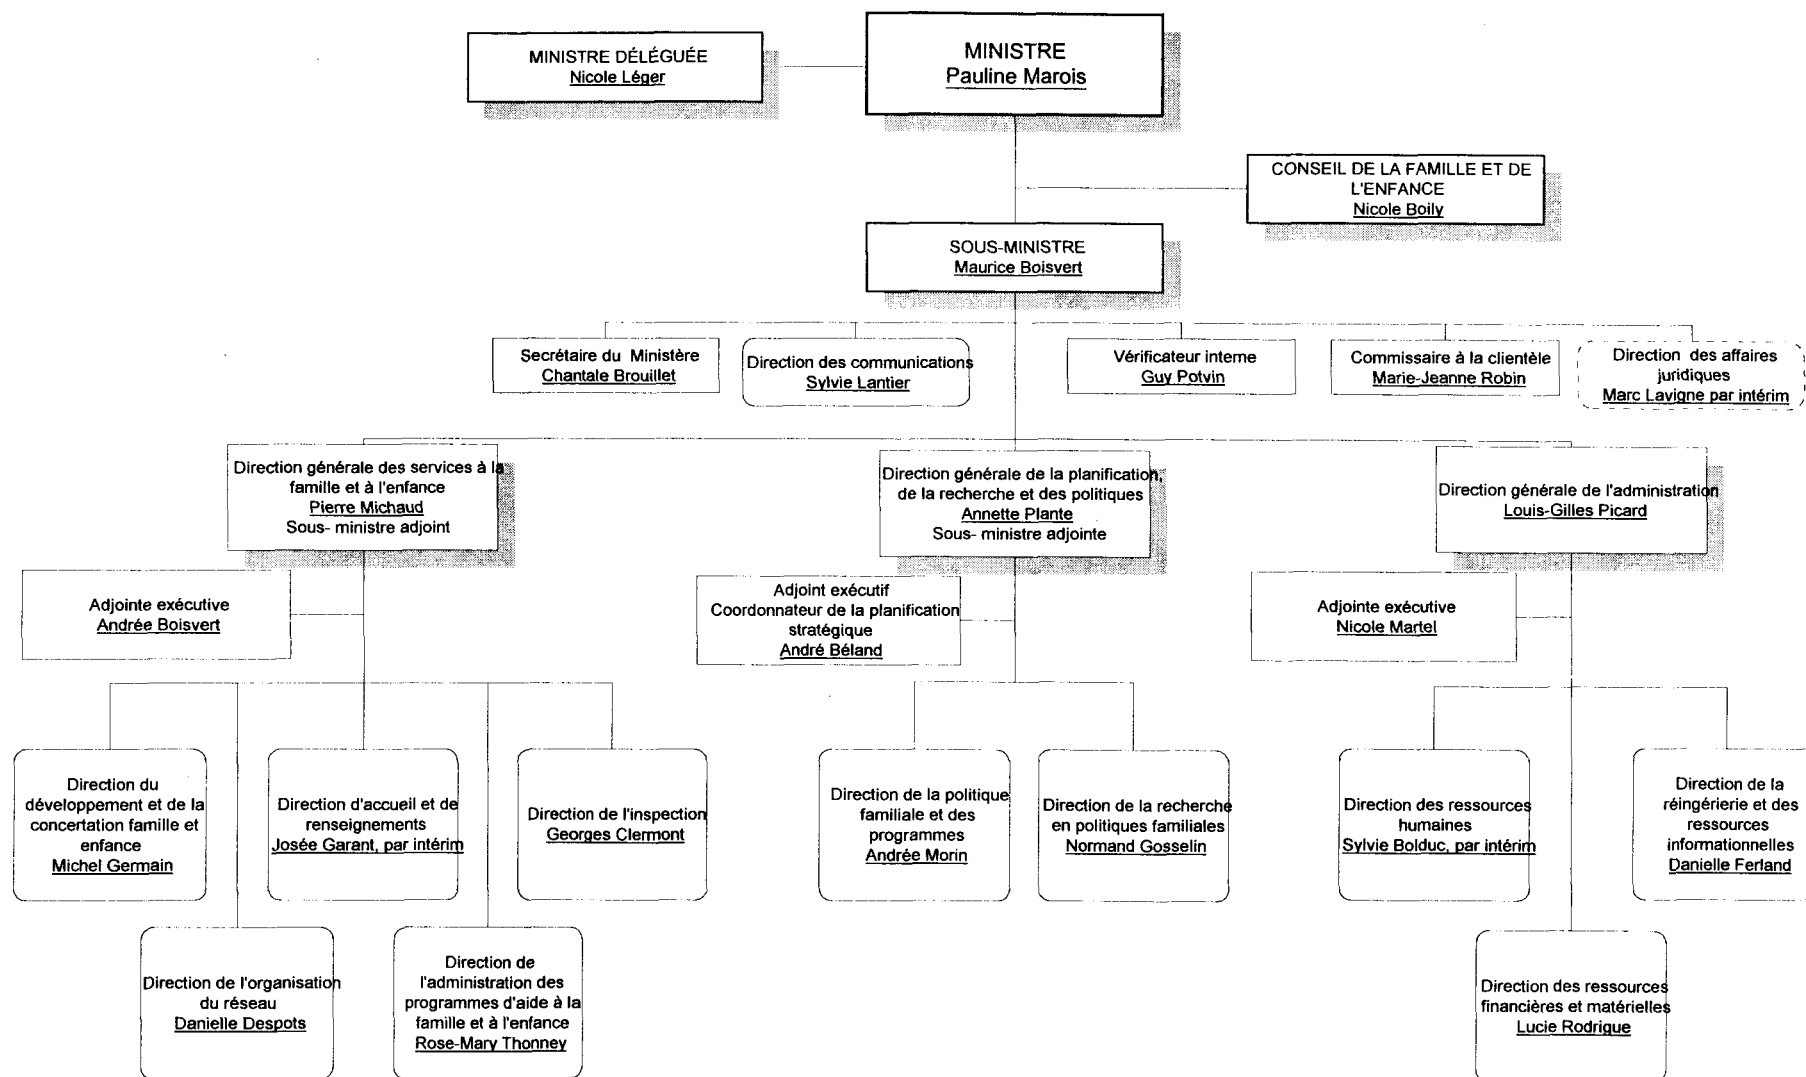 MINISTRE
Pauline Marois
MINISTRE DÉLÉGUÉE
Nicole Léger
CONSEIL DE LA FAMILLE ET DE
L'ENFANCE
Nicole Boily
SOUS-MINISTRE
Maurice Boisvert
Secrétaire du Ministère
Chantale Brouillet
Direction des communications
Sylvie Lantier
Vérificateur interne
Guy Potvin
Commissaire à la clientèle
Marie-Jeanne Robin
Direction des affaires
juridiques
Marc Lavigne par intérim
Direction générale des services à la
famille et à l'enfance
Pierre Michaud
Sous- ministre adjoint
Direction générale de la planification,
de la recherche et des politiques
Annette Plante
Sous- ministre adjointe
Direction générale de l'administration
Louis-Gilles Picard
Adjointe exécutive
Andrée Boisvert
Adjoint exécutif
Coordonnateur de la planification
stratégique
André Béland
Adjointe exécutive
Nicole Martel
Direction du
développement et de la
concertation famille et
enfance
Michel Germain
Direction d'accueil et de
renseignements
Josée Garant, par intérim
Direction de l'inspection
Georges Clermont
Direction de la politique
familiale et des
programmes
Andrée Morin
Direction de la recherche
en politiques familiales
Normand Gosselin
Direction des ressources
humaines
Sylvie Bolduc, par intérim
Direction de la
réingérierie et des
ressources
informationnelles
Danielle Ferland
Direction de l'organisation
du réseau
Danielle Despots
Direction de
l'administration des
programmes d'aide à la
famille et à l'enfance
Rose-Mary Thonney
Direction des ressources
financières et matérielles
Lucie Rodrigue